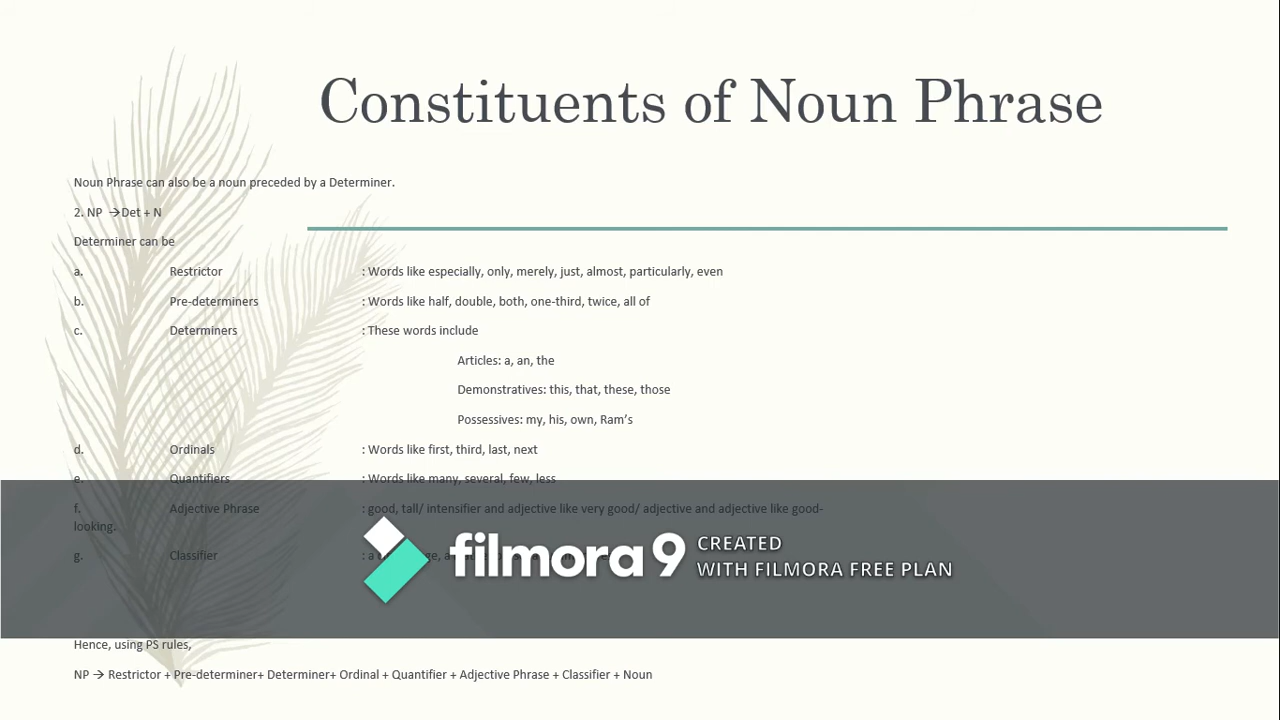 Constituents of Noun Phrase
Noun Phrase can also be a noun preceded by a Determiner.
2. NP →Det + N
Determiner can be
a. Restrictor : Words like especially, only, merely, just, almost, particularly, even
b. Pre-determiners : Words like half, double, both, one-third, twice, all of
c. Determiners : These words include
Articles: a, an, the
Demonstratives: this, that, these, those
Possessives: my, his, own, Ram’s
d. Ordinals : Words like first, third, last, next
e. Quantifiers : Words like many, several, few, less
f. Adjective Phrase : good, tall/ intensifier and adjective like very good/ adjective and adjective like good-
looking.
g. Classifier : a
filmora 9 CREATED
WITH FILMORA FREE PLAN
Hence, using PS rules,
NP → Restrictor + Pre-determiner+ Determiner+ Ordinal + Quantifier + Adjective Phrase + Classifier + Noun